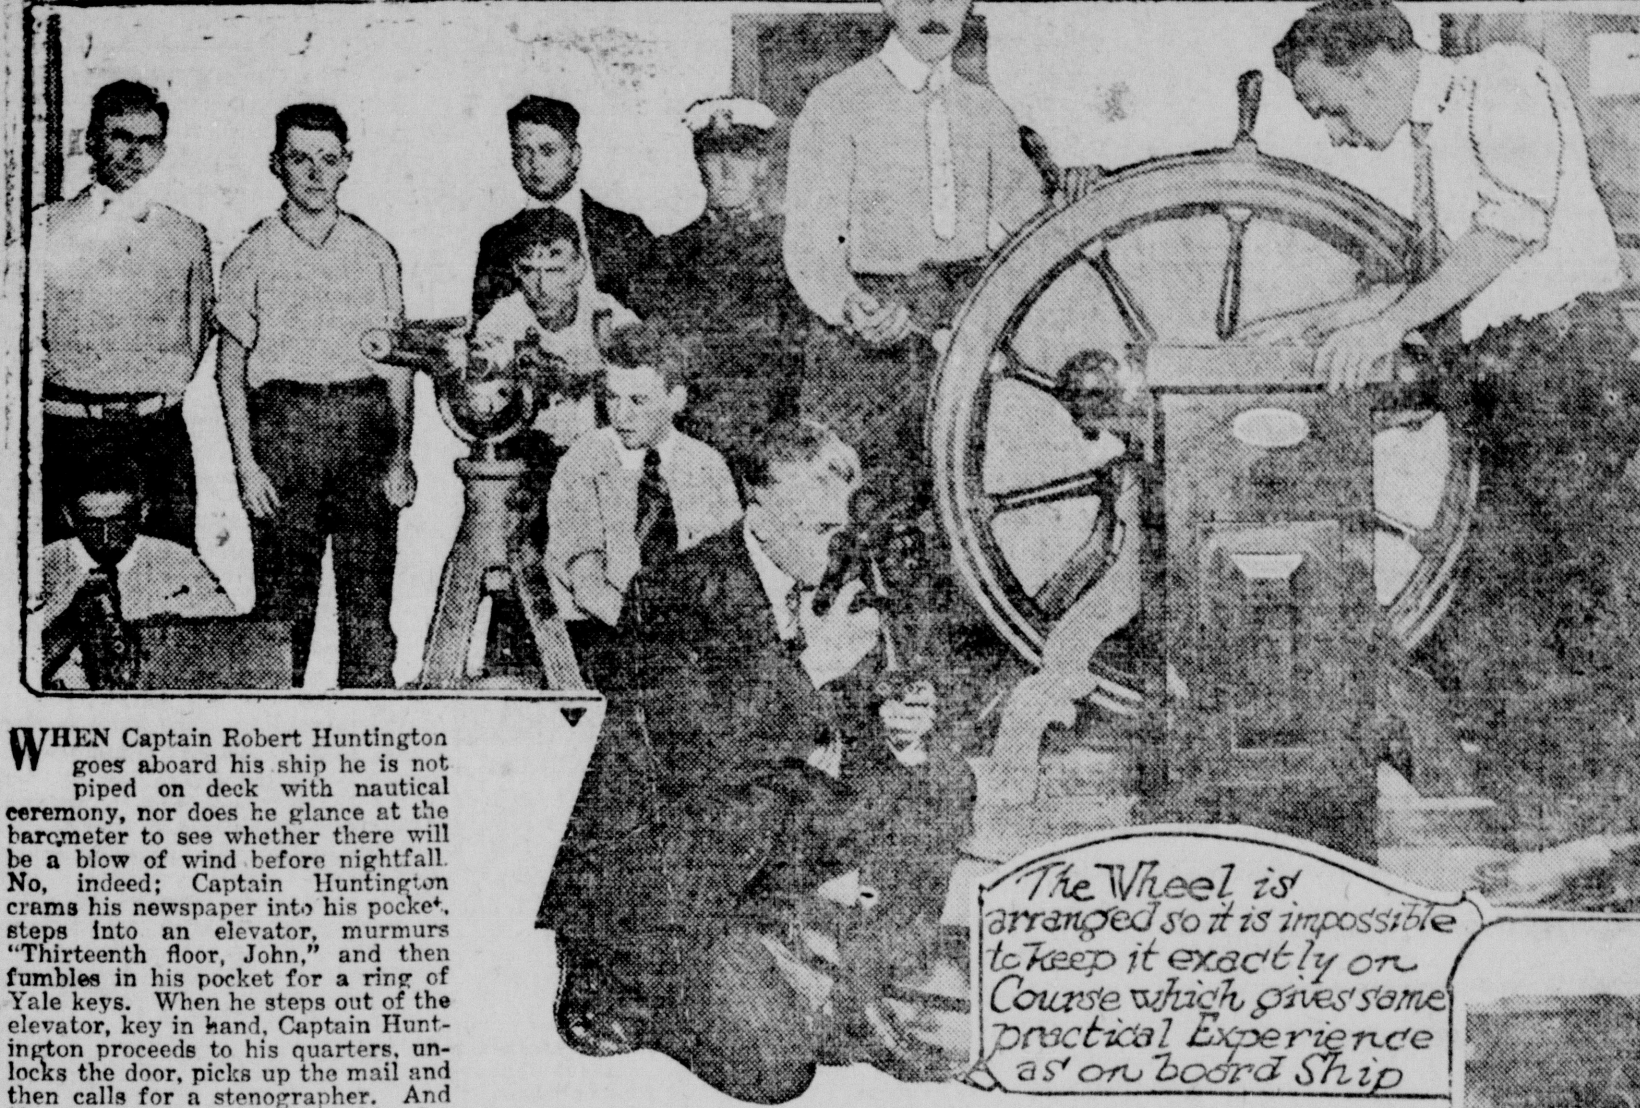 WHEN Captain Robert Huntington
goes aboard his ship he is not
piped on deck with nautical
ceremony, nor does he glance at the
barometer to see whether there will
be a blow of wind before nightfall.
No, indeed; Captain Huntington
crams his newspaper into his pocket,
steps into an elevator, murmurs
"Thirteenth floor, John," and then
fumbles in his pocket for a ring of
Yale keys. When he steps out of the
elevator, key in hand, Captain Hunt-
ington proceeds to his quarters, un-
locks the door, picks up the mail and
then calls for a stenographer. And
The Wheel is
arranged so it is impossible
to keep it exactly on
Course which gives same
practical Experience
as on board Ship